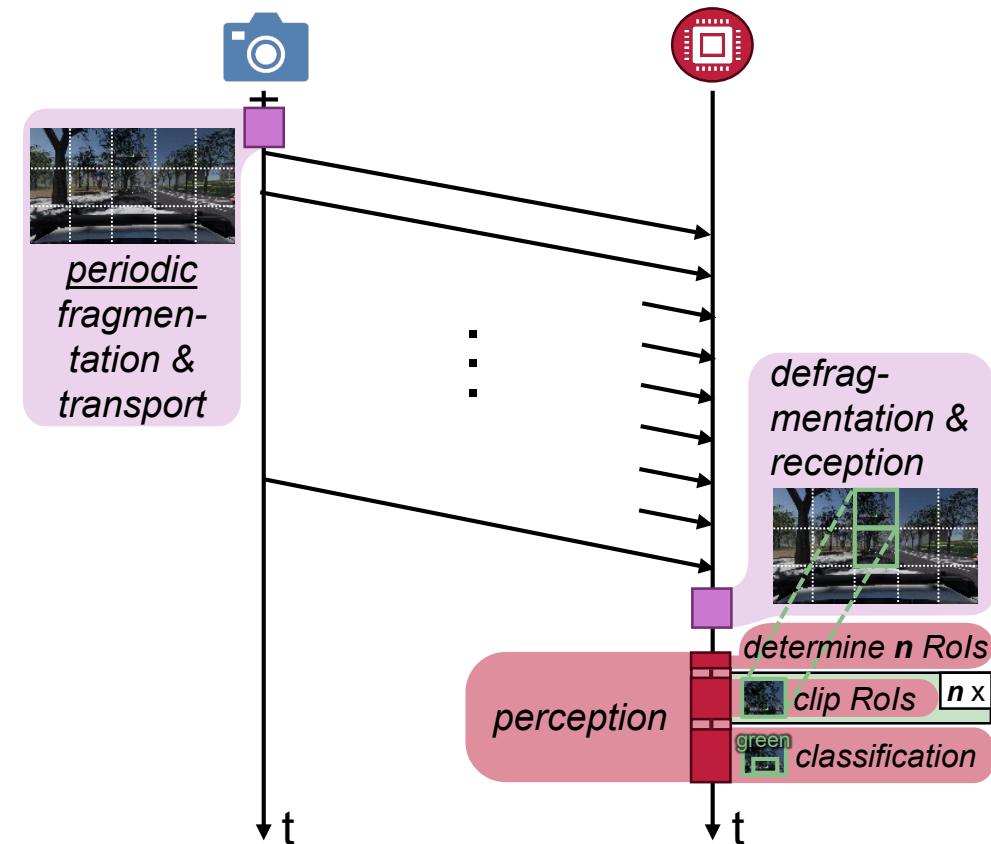 periodic
fragmen-
tation &
transport
defrag-
mentation &
reception
determine n RoIs
clip RoIs
n x
perception
green
classification
t
t